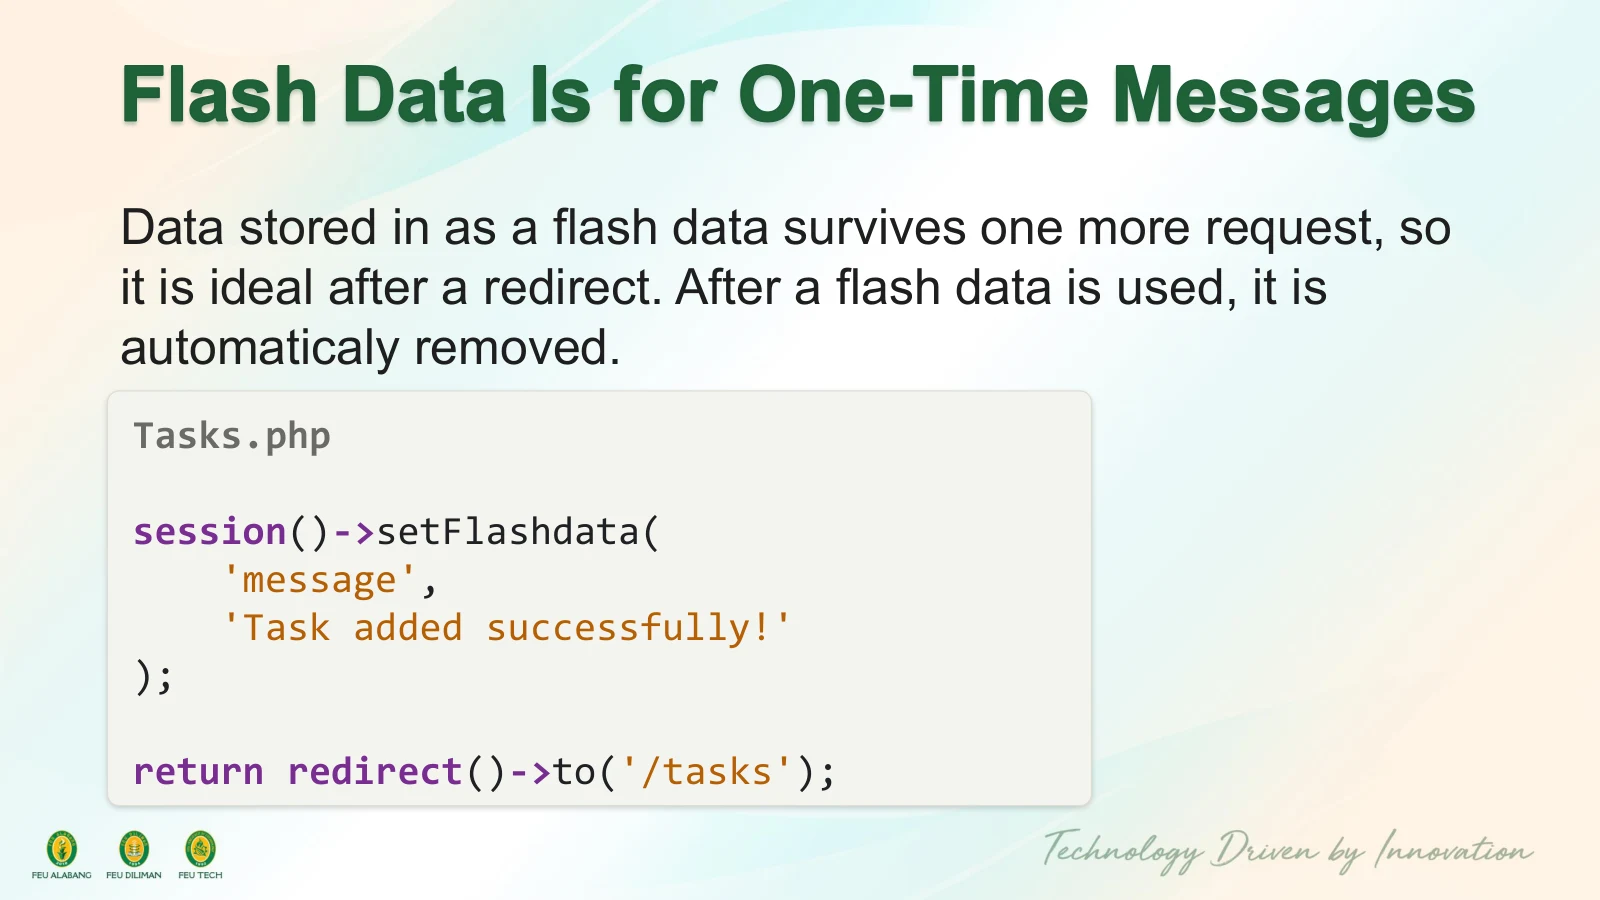 Flash Data Is for One-Time Messages
Data stored in as a flash data survives one more request, so
it is ideal after a redirect. After a flash data is used, it is
automaticaly removed.
Tasks.php
session()->setFlashdata(
    'message',
    'Task added successfully!'
);
return redirect()->to('/tasks');
FEU ALABANG
FEU DILIMAN
FEU TECH
Technology Driven by Innovation